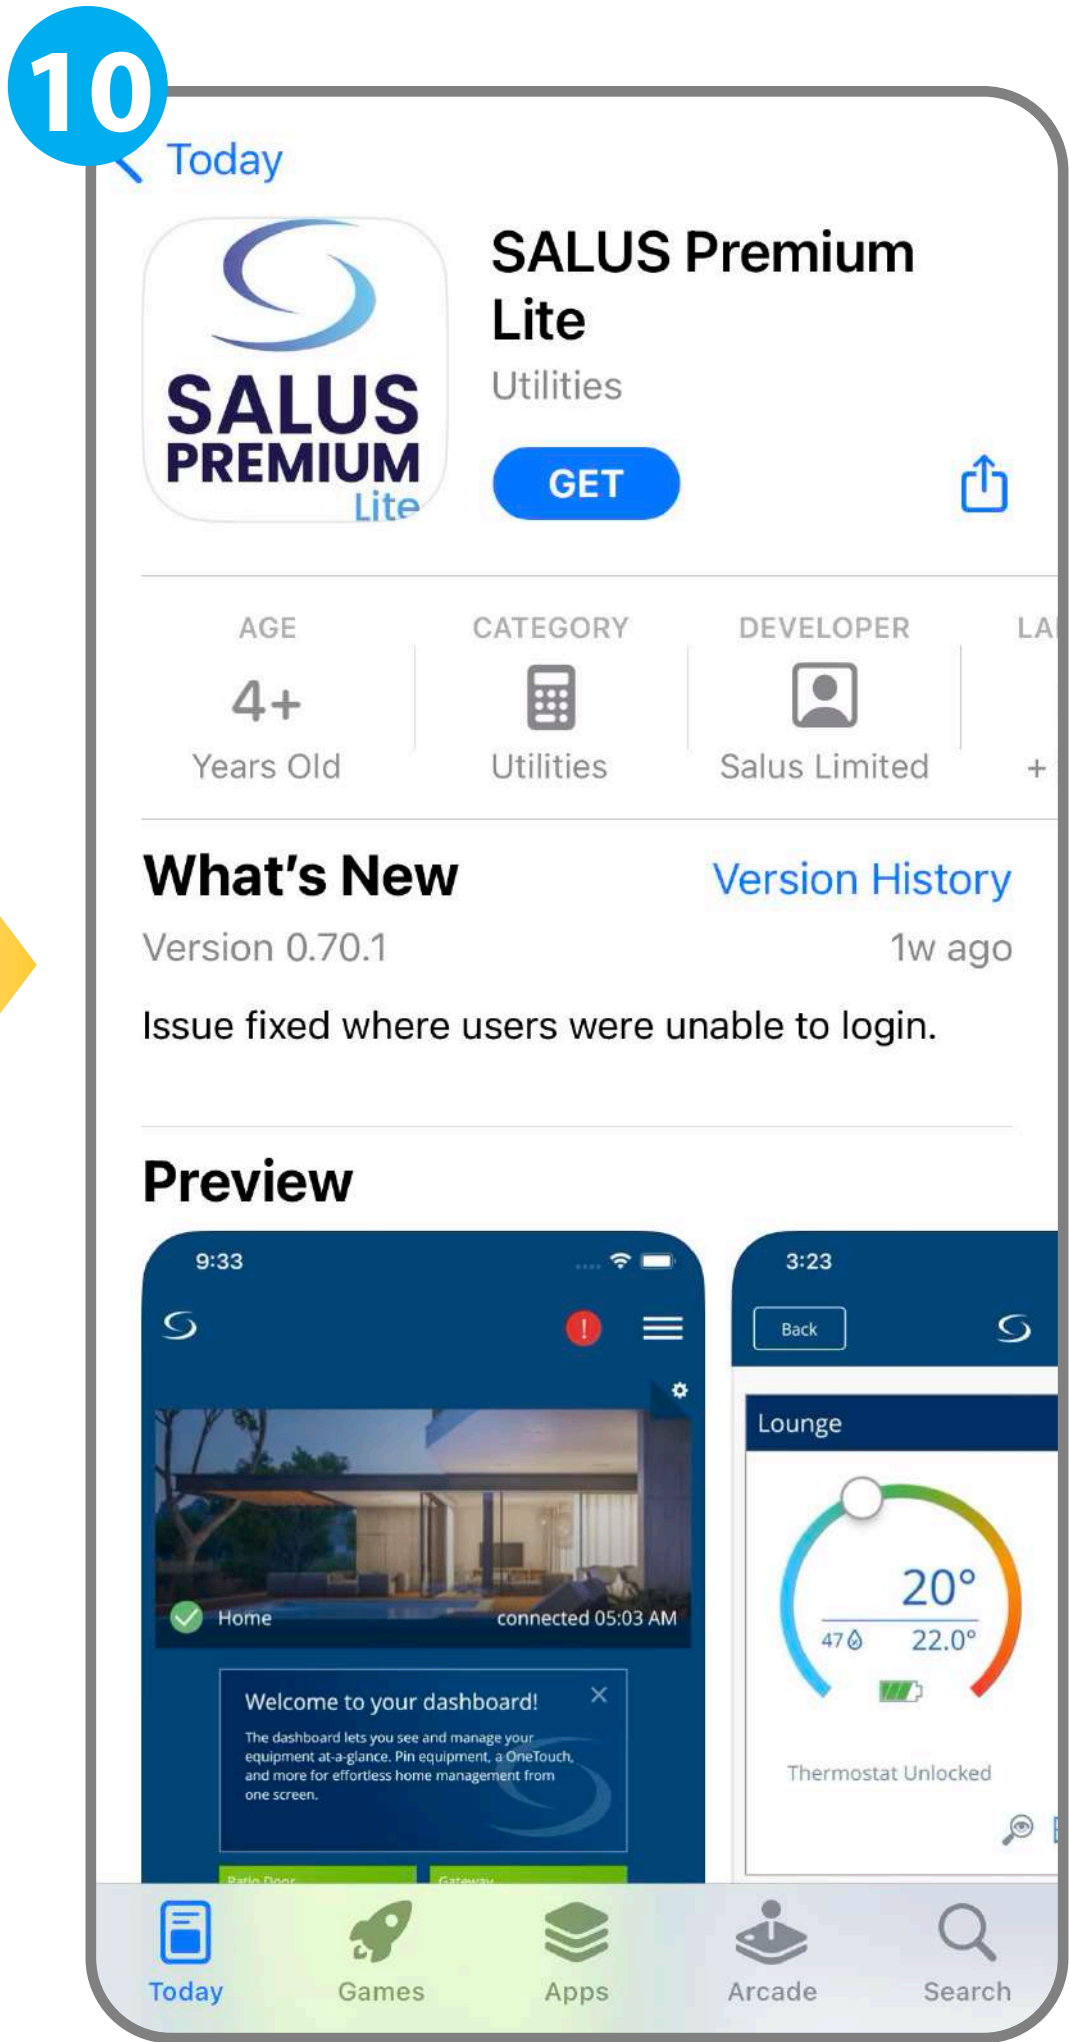 10
Today
SALUS Premium
Lite
Utilities
GET
SALUS
PREMIUM
Lite
AGE
CATEGORY
DEVELOPER
4+
Years Old
Utilities
Salus Limited
+
What's New
Version History
Version 0.70.1
1w ago
Issue fixed where users were unable to login.
Preview
9:33
Home
connected 05:03 AM
Welcome to your dashboard!
The dashboard lets you see and manage your
equipment at-a-glance. Pin equipment, a OneTouch,
and more for effortless home management from
one screen.
Patio Door
Gateway
3:23
Back
Lounge
20°
47
22.0°
Thermostat Unlocked
Today
Games
Apps
Arcade
Search